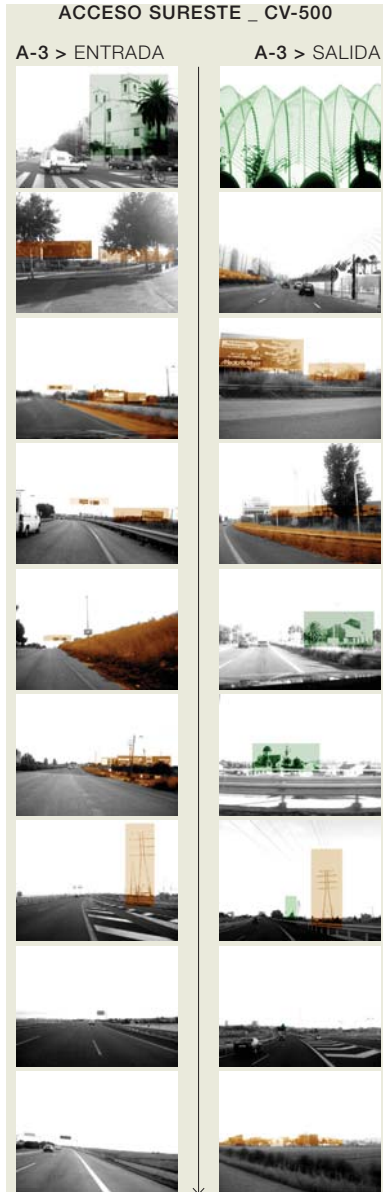 ACCESO SURESTE _ CV-500
A-3 > ENTRADA
A-3 > SALIDA